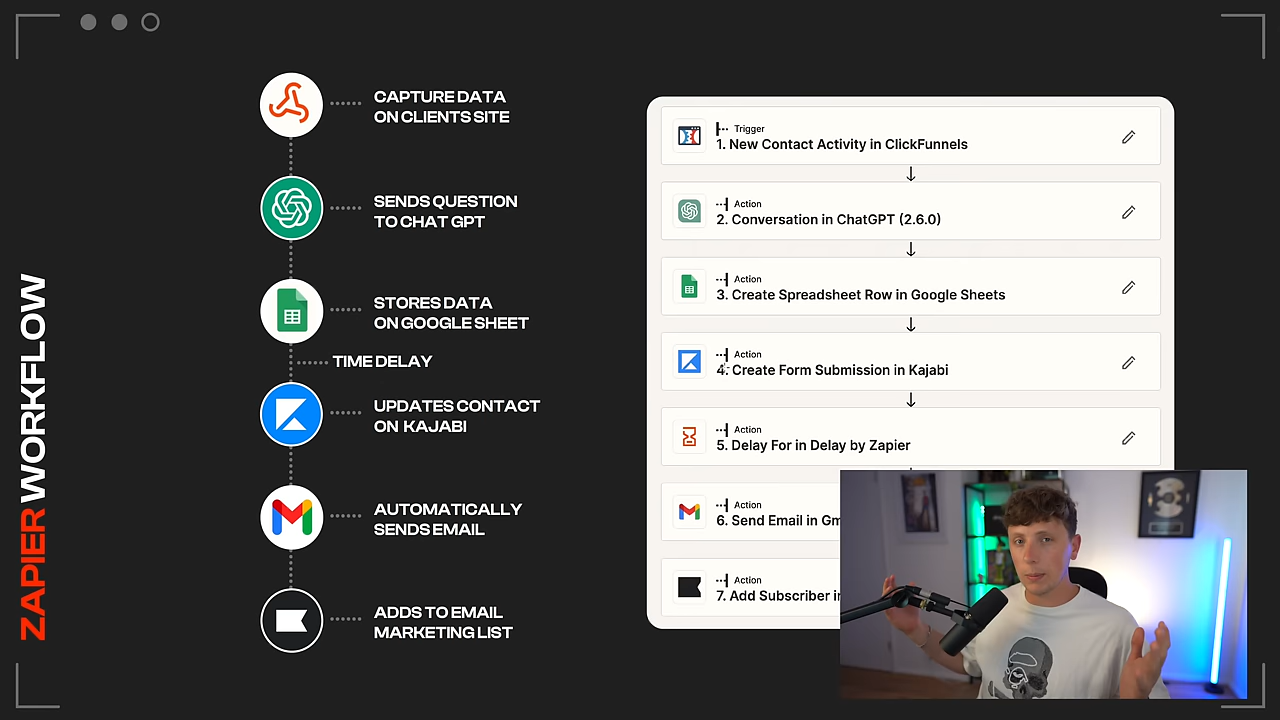 ZAPIER WORKFLOW
CAPTURE DATA
ON CLIENTS SITE
SENDS QUESTION
TO CHAT GPT
STORES DATA
ON GOOGLE SHEET
TIME DELAY
UPDATES CONTACT
ON KAJABI
AUTOMATICALLY
SENDS EMAIL
ADDS TO EMAIL
MARKETING LIST
Trigger
1. New Contact Activity in ClickFunnels
Action
2. Conversation in ChatGPT (2.6.0)
Action
3. Create Spreadsheet Row in Google Sheets
Action
4. Create Form Submission in Kajabi
Action
5. Delay For in Delay by Zapier
Action
6. Send Email in Gm
Action
7. Add Subscriber in